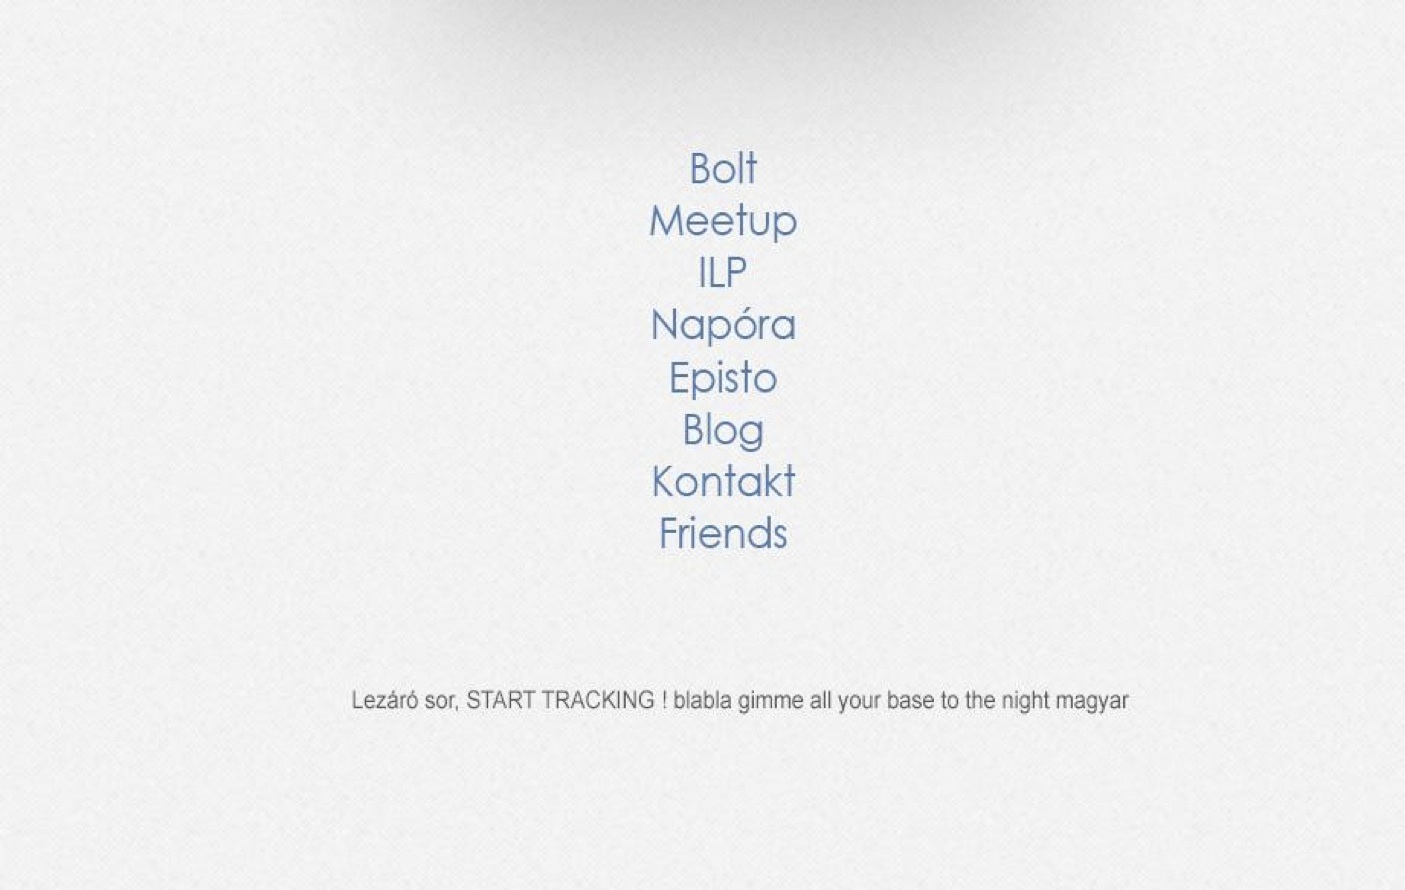 Bolt
Meetup
ILP
Napóra
Episto
Blog
Kontakt
Friends
Lezáró sor, START TRACKING ! blabla gimme all your base to the night magyar